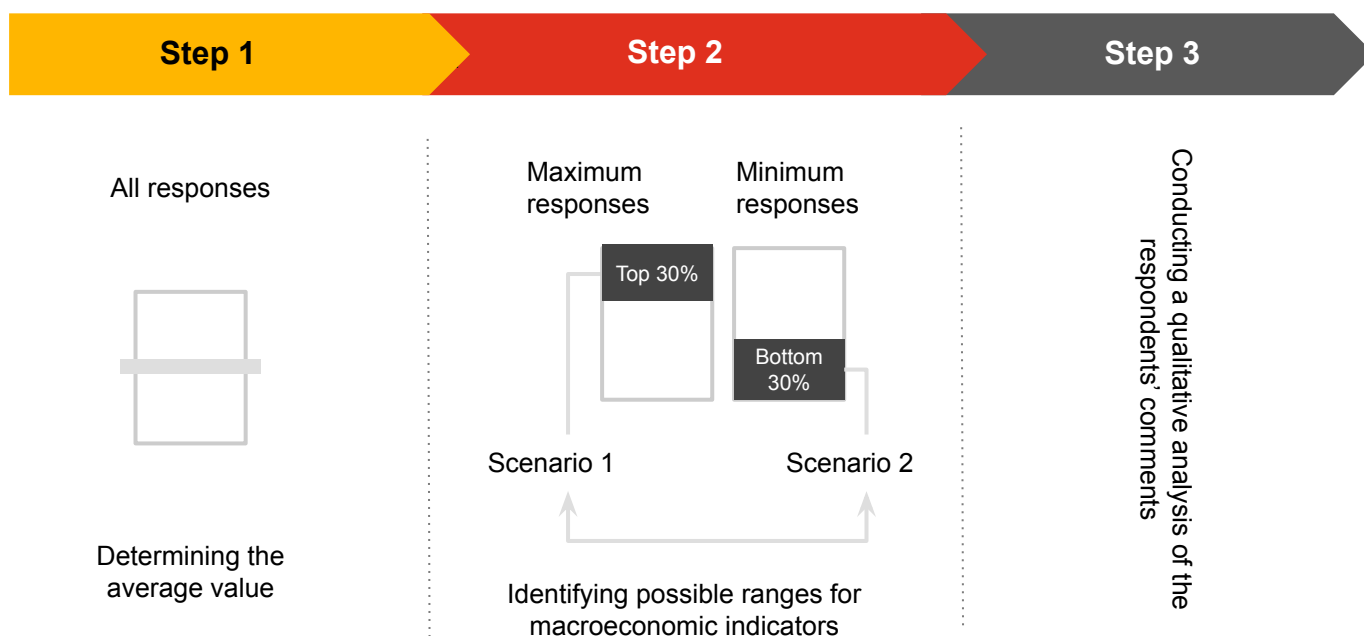 Step 1
Step 2
Step 3
All responses
Determining the
average value
Maximum
responses
Minimum
responses
Top 30%
Bottom
30%
Scenario 1
Scenario 2
Identifying possible ranges for
macroeconomic indicators
Conducting a qualitative analysis of the
respondents’ comments